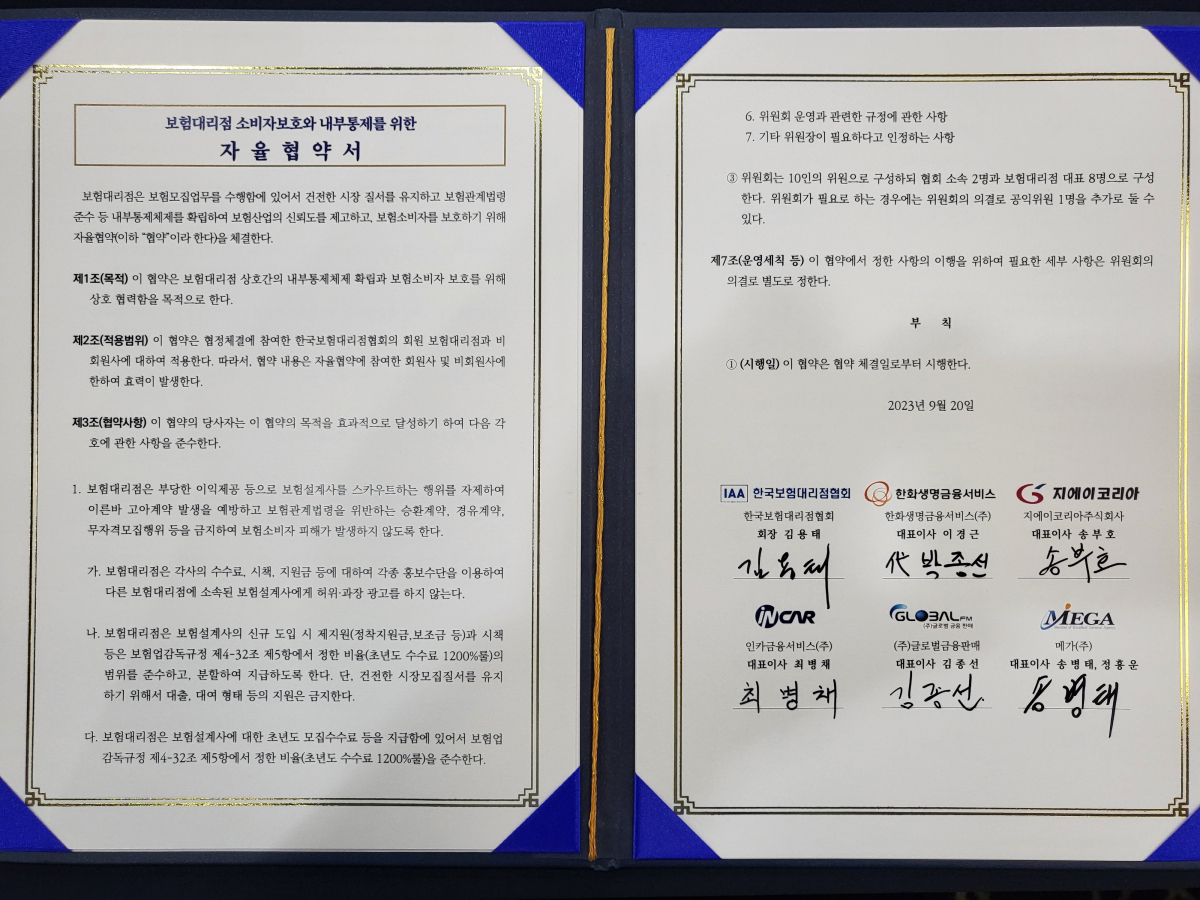 보험대리점 소비자보호와 내부통제를 위한
자 율 협 약 서
보험대리점은 보험모집업무를 수행함에 있어서 건전한 시장 질서를 유지하고 보험관계법령
준수 등 내부통제체제를 확립하여 보험산업의 신뢰도를 제고하고, 보험소비자를 보호하기 위해
자율협약(이하 "협약"이라 한다)을 체결한다.
제1조(목적) 이 협약은 보험대리점 상호간의 내부통제체제 확립과 보험소비자 보호를 위해
상호 협력함을 목적으로 한다.
제2조(적용범위) 이 협약은 협정체결에 참여한 한국보험대리점협회의 회원 보험대리점과 비
회원사에 대하여 적용한다. 따라서, 협약 내용은 자율협약에 참여한 회원사 및 비회원사에
한하여 효력이 발생한다.
제3조(협약사항) 이 협약의 당사자는 이 협약의 목적을 효과적으로 달성하기 하여 다음 각
호에 관한 사항을 준수한다.
1. 보험대리점은 부당한 이익제공 등으로 보험설계사를 스카우트하는 행위를 자제하여
이른바 고아계약 발생을 예방하고 보험관계법령을 위반하는 승환계약, 경유계약,
무자격모집행위 등을 금지하여 보험소비자 피해가 발생하지 않도록 한다.
가. 보험대리점은 각사의 수수료, 시책, 지원금 등에 대하여 각종 홍보수단을 이용하여
다른 보험대리점에 소속된 보험설계사에게 허위·과장 광고를 하지 않는다.
나. 보험대리점은 보험설계사의 신규 도입 시 제지원(정착지원금,보조금 등)과 시책
등은 보험업감독규정 제4-32조 제5항에서 정한 비율(초년도 수수료 1200%룰)의
범위를 준수하고, 분할하여 지급하도록 한다. 단, 건전한 시장모집질서를 유지
하기 위해서 대출, 대여 형태 등의 지원은 금지한다.
다. 보험대리점은 보험설계사에 대한 초년도 모집수수료 등을 지급함에 있어서 보험업
감독규정 제4-32조 제5항에서 정한 비율(초년도 수수료 1200%룰)을 준수한다.
6. 위원회 운영과 관련한 규정에 관한 사항
7. 기타 위원장이 필요하다고 인정하는 사항
③ 위원회는 10인의 위원으로 구성하되 협회 소속 2명과 보험대리점 대표 8명으로 구성
한다. 위원회가 필요로 하는 경우에는 위원회의 의결로 공익위원 1명을 추가로 둘 수
있다.
제7조(운영세칙 등) 이 협약에서 정한 사항의 이행을 위하여 필요한 세부 사항은 위원회의
의결로 별도로 정한다.
부 칙
① (시행일) 이 협약은 협약 체결일로부터 시행한다.
2023년 9월 20일
IAA 한국보험대리점협회 한화생명금융서비스 지에이코리아
한국보험대리점협회 한화생명금융서비스(주) 지에이코리아주식회사
회장 김용태 대표이사 이경근 대표이사 송부호
김용태 代 박종선 송부호
iNCAR GLOBAL FM MEGA
(주)글로벌 금융 판매
인카금융서비스(주) (주)글로벌금융판매 메가(주)
대표이사 최병채 대표이사 김종선 대표이사 송병태, 정흥운
최병채 김종선 송병태